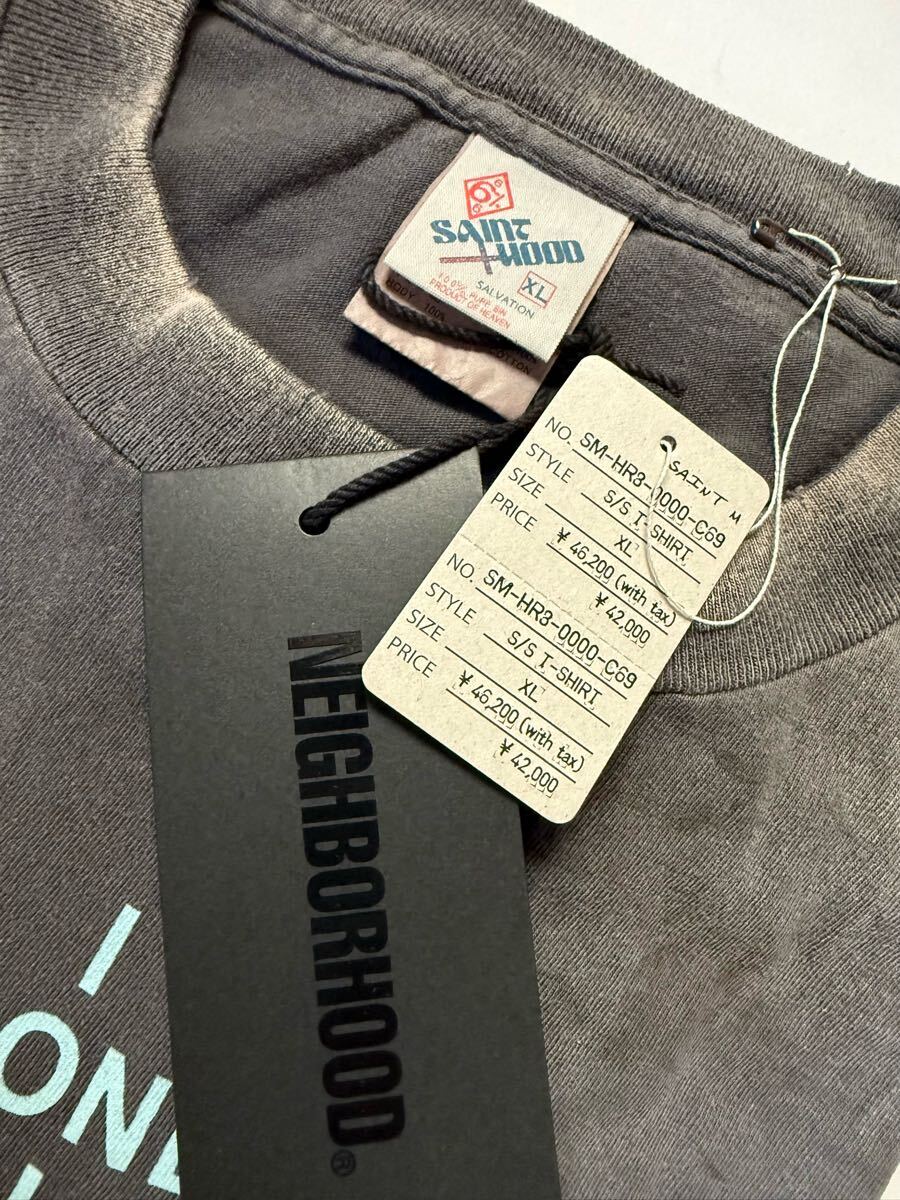 SAINT
HOOD
SALVATION
XL
100% PURE SIN
PRODUCT OF HEAVEN
BODY 100%
COTTON
SAINT M
NO. SM-HR3-0000-C69
STYLE S/S T-SHIRT
SIZE XL
PRICE ¥ 46,200 (with tax)
¥ 42,000
NO. SM-HR3-0000-C69
STYLE S/S T-SHIRT
SIZE XL
PRICE ¥ 46,200 (with tax)
¥ 42,000
NEIGHBORHOOD®
I